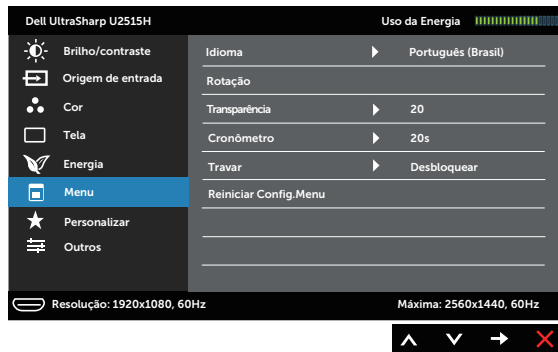 Dell UltraSharp U2515H Uso da Energia
Brilho/contraste
Origem de entrada
Cor
Tela
Energia
Menu
Personalizar
Outros
Idioma Português (Brasil)
Rotação
Transparência 20
Cronômetro 20s
Travar Desbloquear
Reiniciar Config.Menu
Resolução: 1920x1080, 60Hz Máxima: 2560x1440, 60Hz